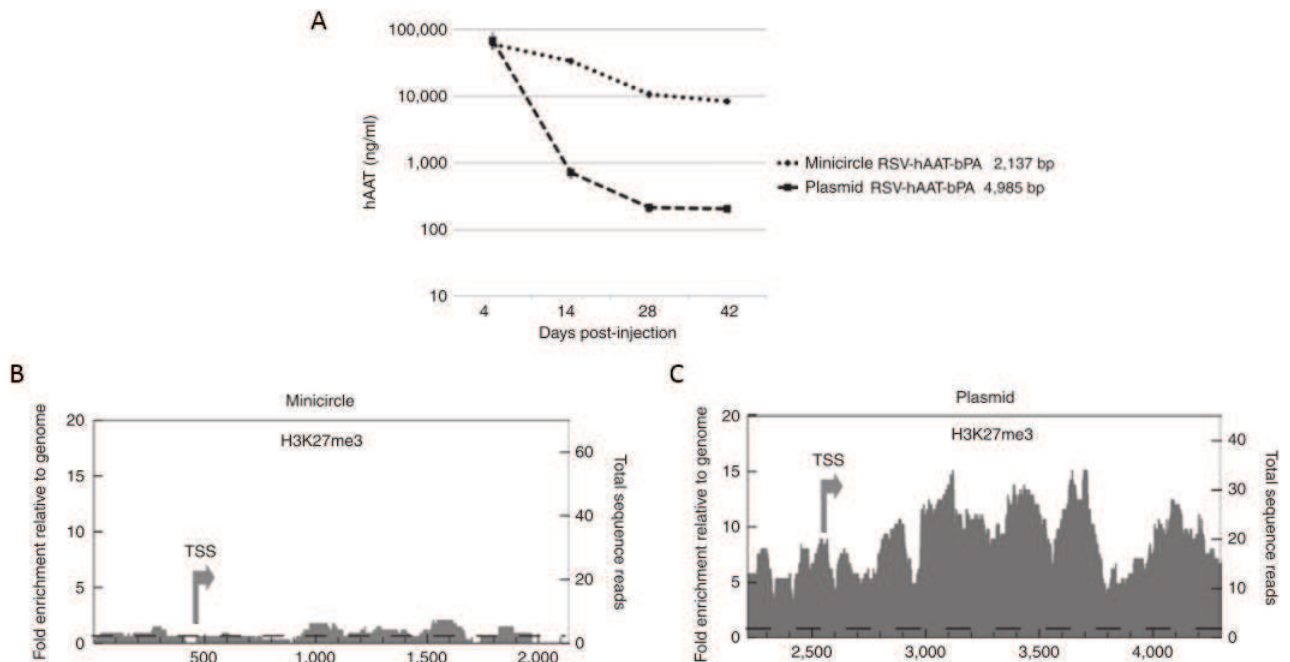 A
100,000
10,000
1,000
100
10
hAAT (ng/ml)
4 14 28 42
Days post-injection
Minicircle RSV-hAAT-bPA 2,137 bp
Plasmid RSV-hAAT-bPA 4,985 bp
B
Minicircle
H3K27me3
TSS
Fold enrichment relative to genome
20
15
10
5
0
60
40
20
0
Total sequence reads
500 1,000 1,500 2,000
C
Plasmid
H3K27me3
TSS
Fold enrichment relative to genome
20
15
10
5
0
40
30
20
10
0
Total sequence reads
2,500 3,000 3,500 4,000